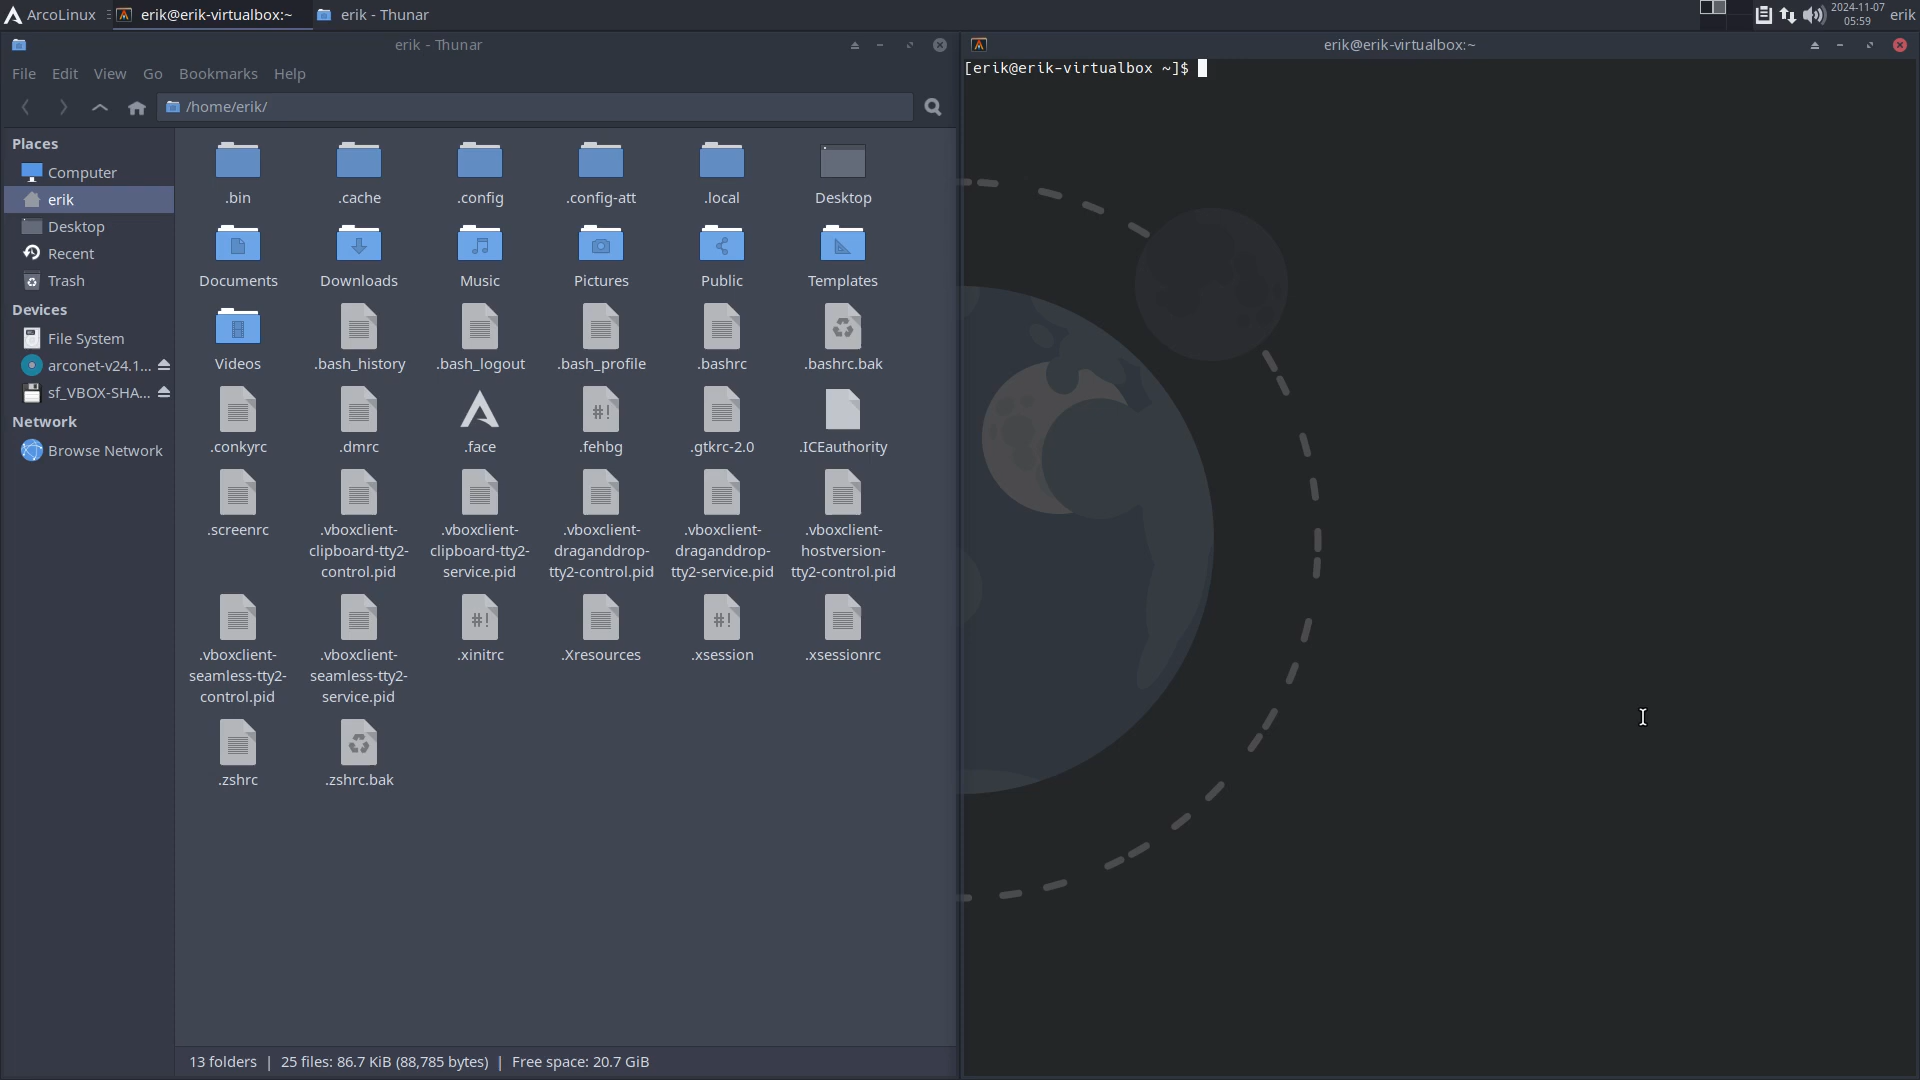 ArcoLinux
erik@erik-virtualbox:~
erik - Thunar
2024-11-07
05:59
erik
erik - Thunar
File Edit View Go Bookmarks Help
/home/erik/
Places
Computer
erik
Desktop
Recent
Trash
Devices
File System
arconet-v24.1...
sf_VBOX-SHA...
Network
Browse Network
.bin
.cache
.config
.config-att
.local
Desktop
Documents
Downloads
Music
Pictures
Public
Templates
Videos
.bash_history
.bash_logout
.bash_profile
.bashrc
.bashrc.bak
.conkyrc
.dmrc
.face
#!
.fehbg
.gtkrc-2.0
.ICEauthority
.screenrc
.vboxclient-
clipboard-tty2-
control.pid
.vboxclient-
clipboard-tty2-
service.pid
.vboxclient-
draganddrop-
tty2-control.pid
.vboxclient-
draganddrop-
tty2-service.pid
.vboxclient-
hostversion-
tty2-control.pid
.vboxclient-
seamless-tty2-
control.pid
.vboxclient-
seamless-tty2-
service.pid
#!
.xinitrc
.Xresources
#!
.xsession
.xsessionrc
.zshrc
.zshrc.bak
13 folders | 25 files: 86.7 KiB (88,785 bytes) | Free space: 20.7 GiB
erik@erik-virtualbox:~
[erik@erik-virtualbox ~]$